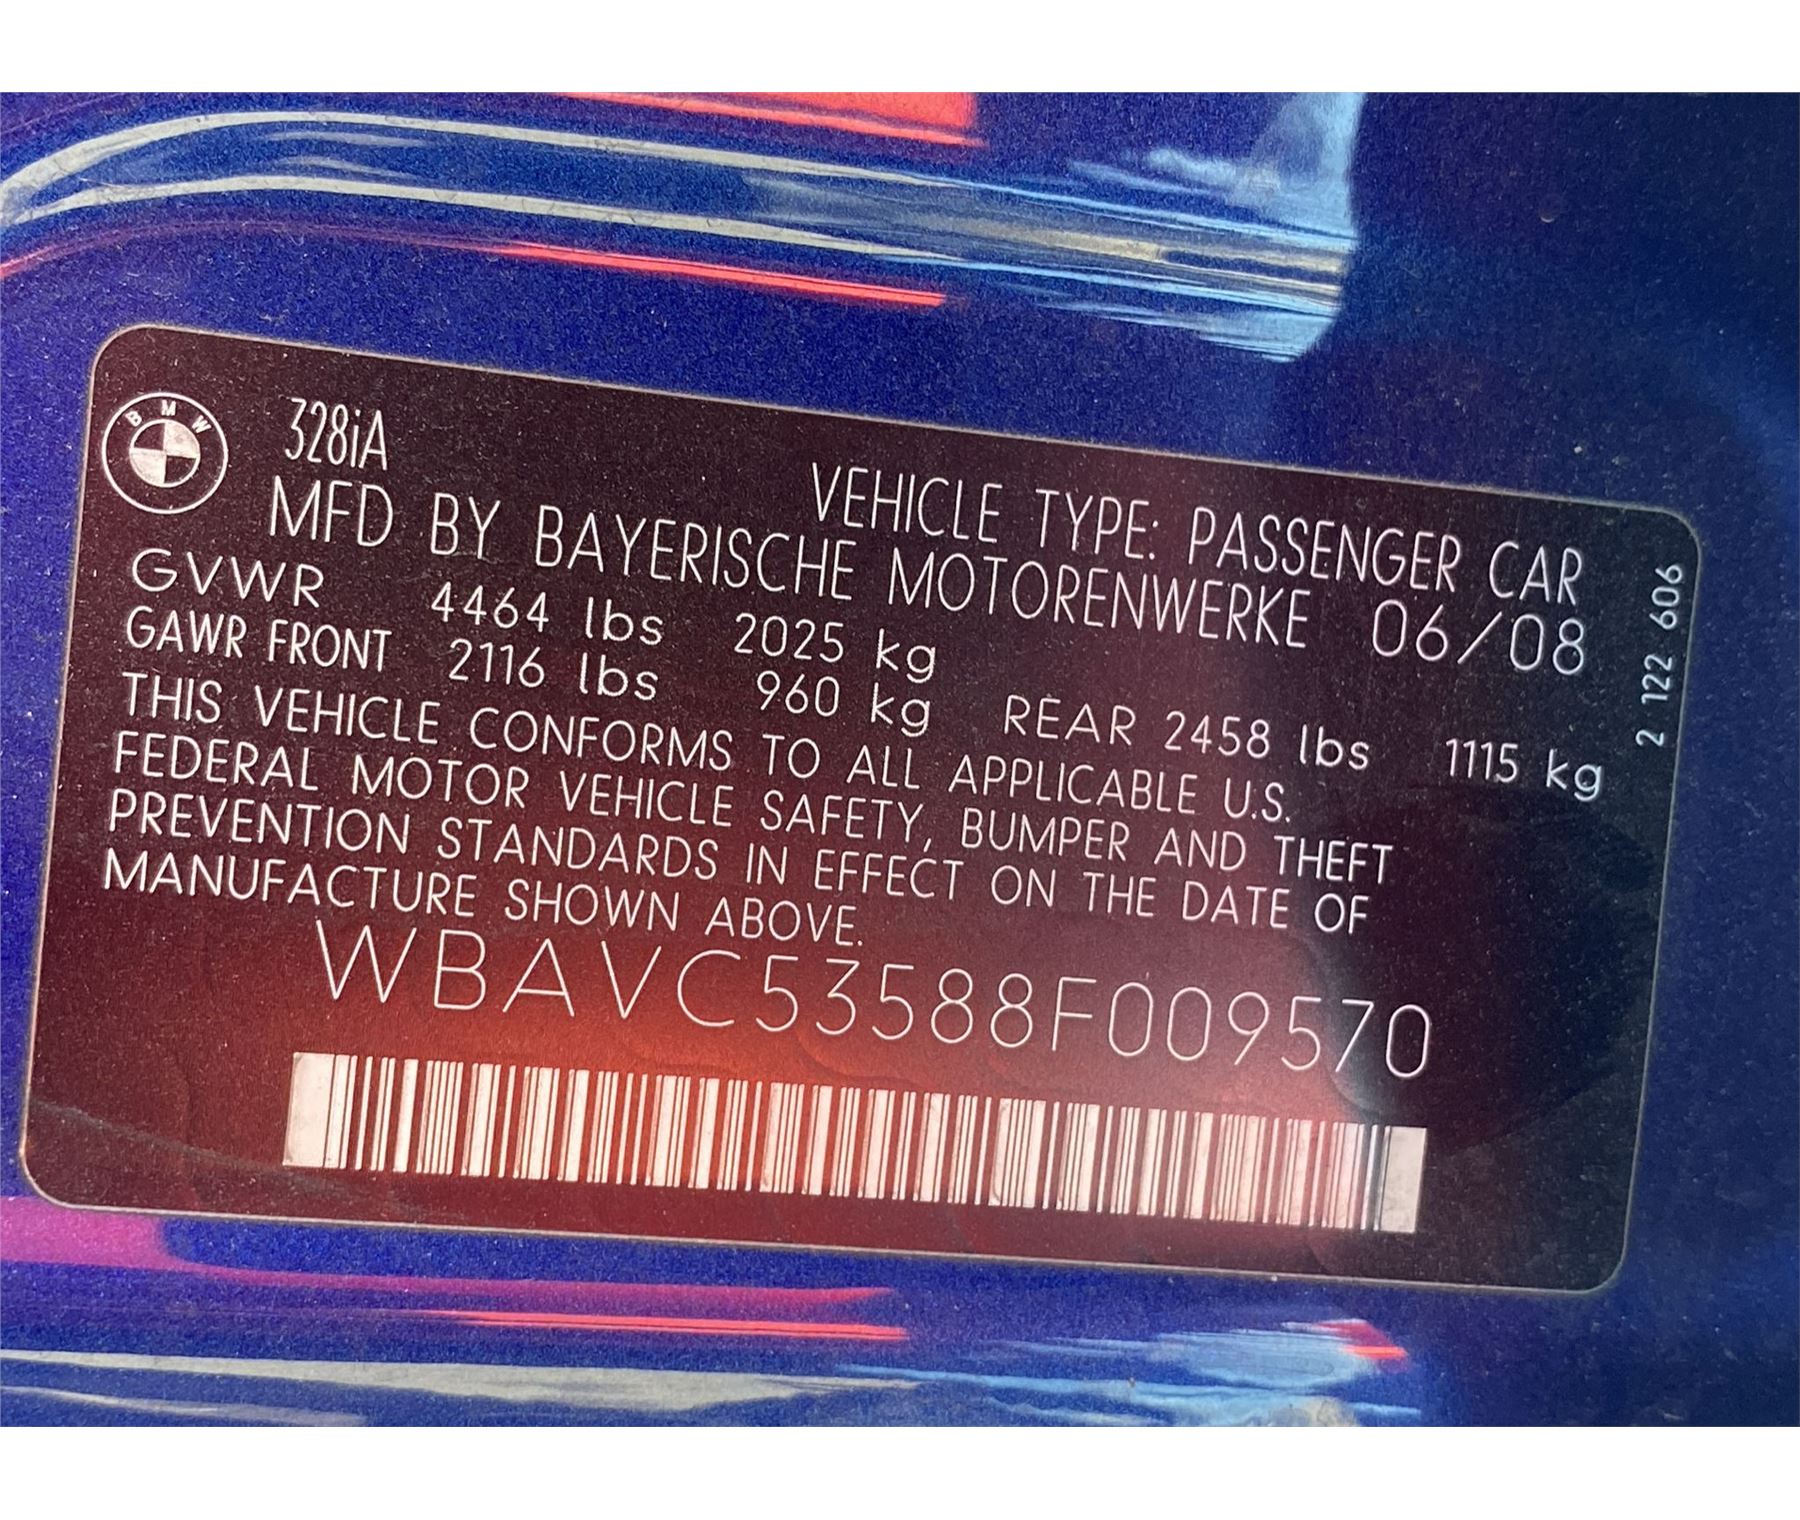 BMW
328iA
VEHICLE TYPE: PASSENGER CAR
MFD BY BAYERISCHE MOTORENWERKE 06/08
GVWR 4464 lbs 2025 kg
GAWR FRONT 2116 lbs 960 kg REAR 2458 lbs 1115 kg
THIS VEHICLE CONFORMS TO ALL APPLICABLE U.S.
FEDERAL MOTOR VEHICLE SAFETY, BUMPER AND THEFT
PREVENTION STANDARDS IN EFFECT ON THE DATE OF
MANUFACTURE SHOWN ABOVE.
WBAVC53588F009570
2 122 606